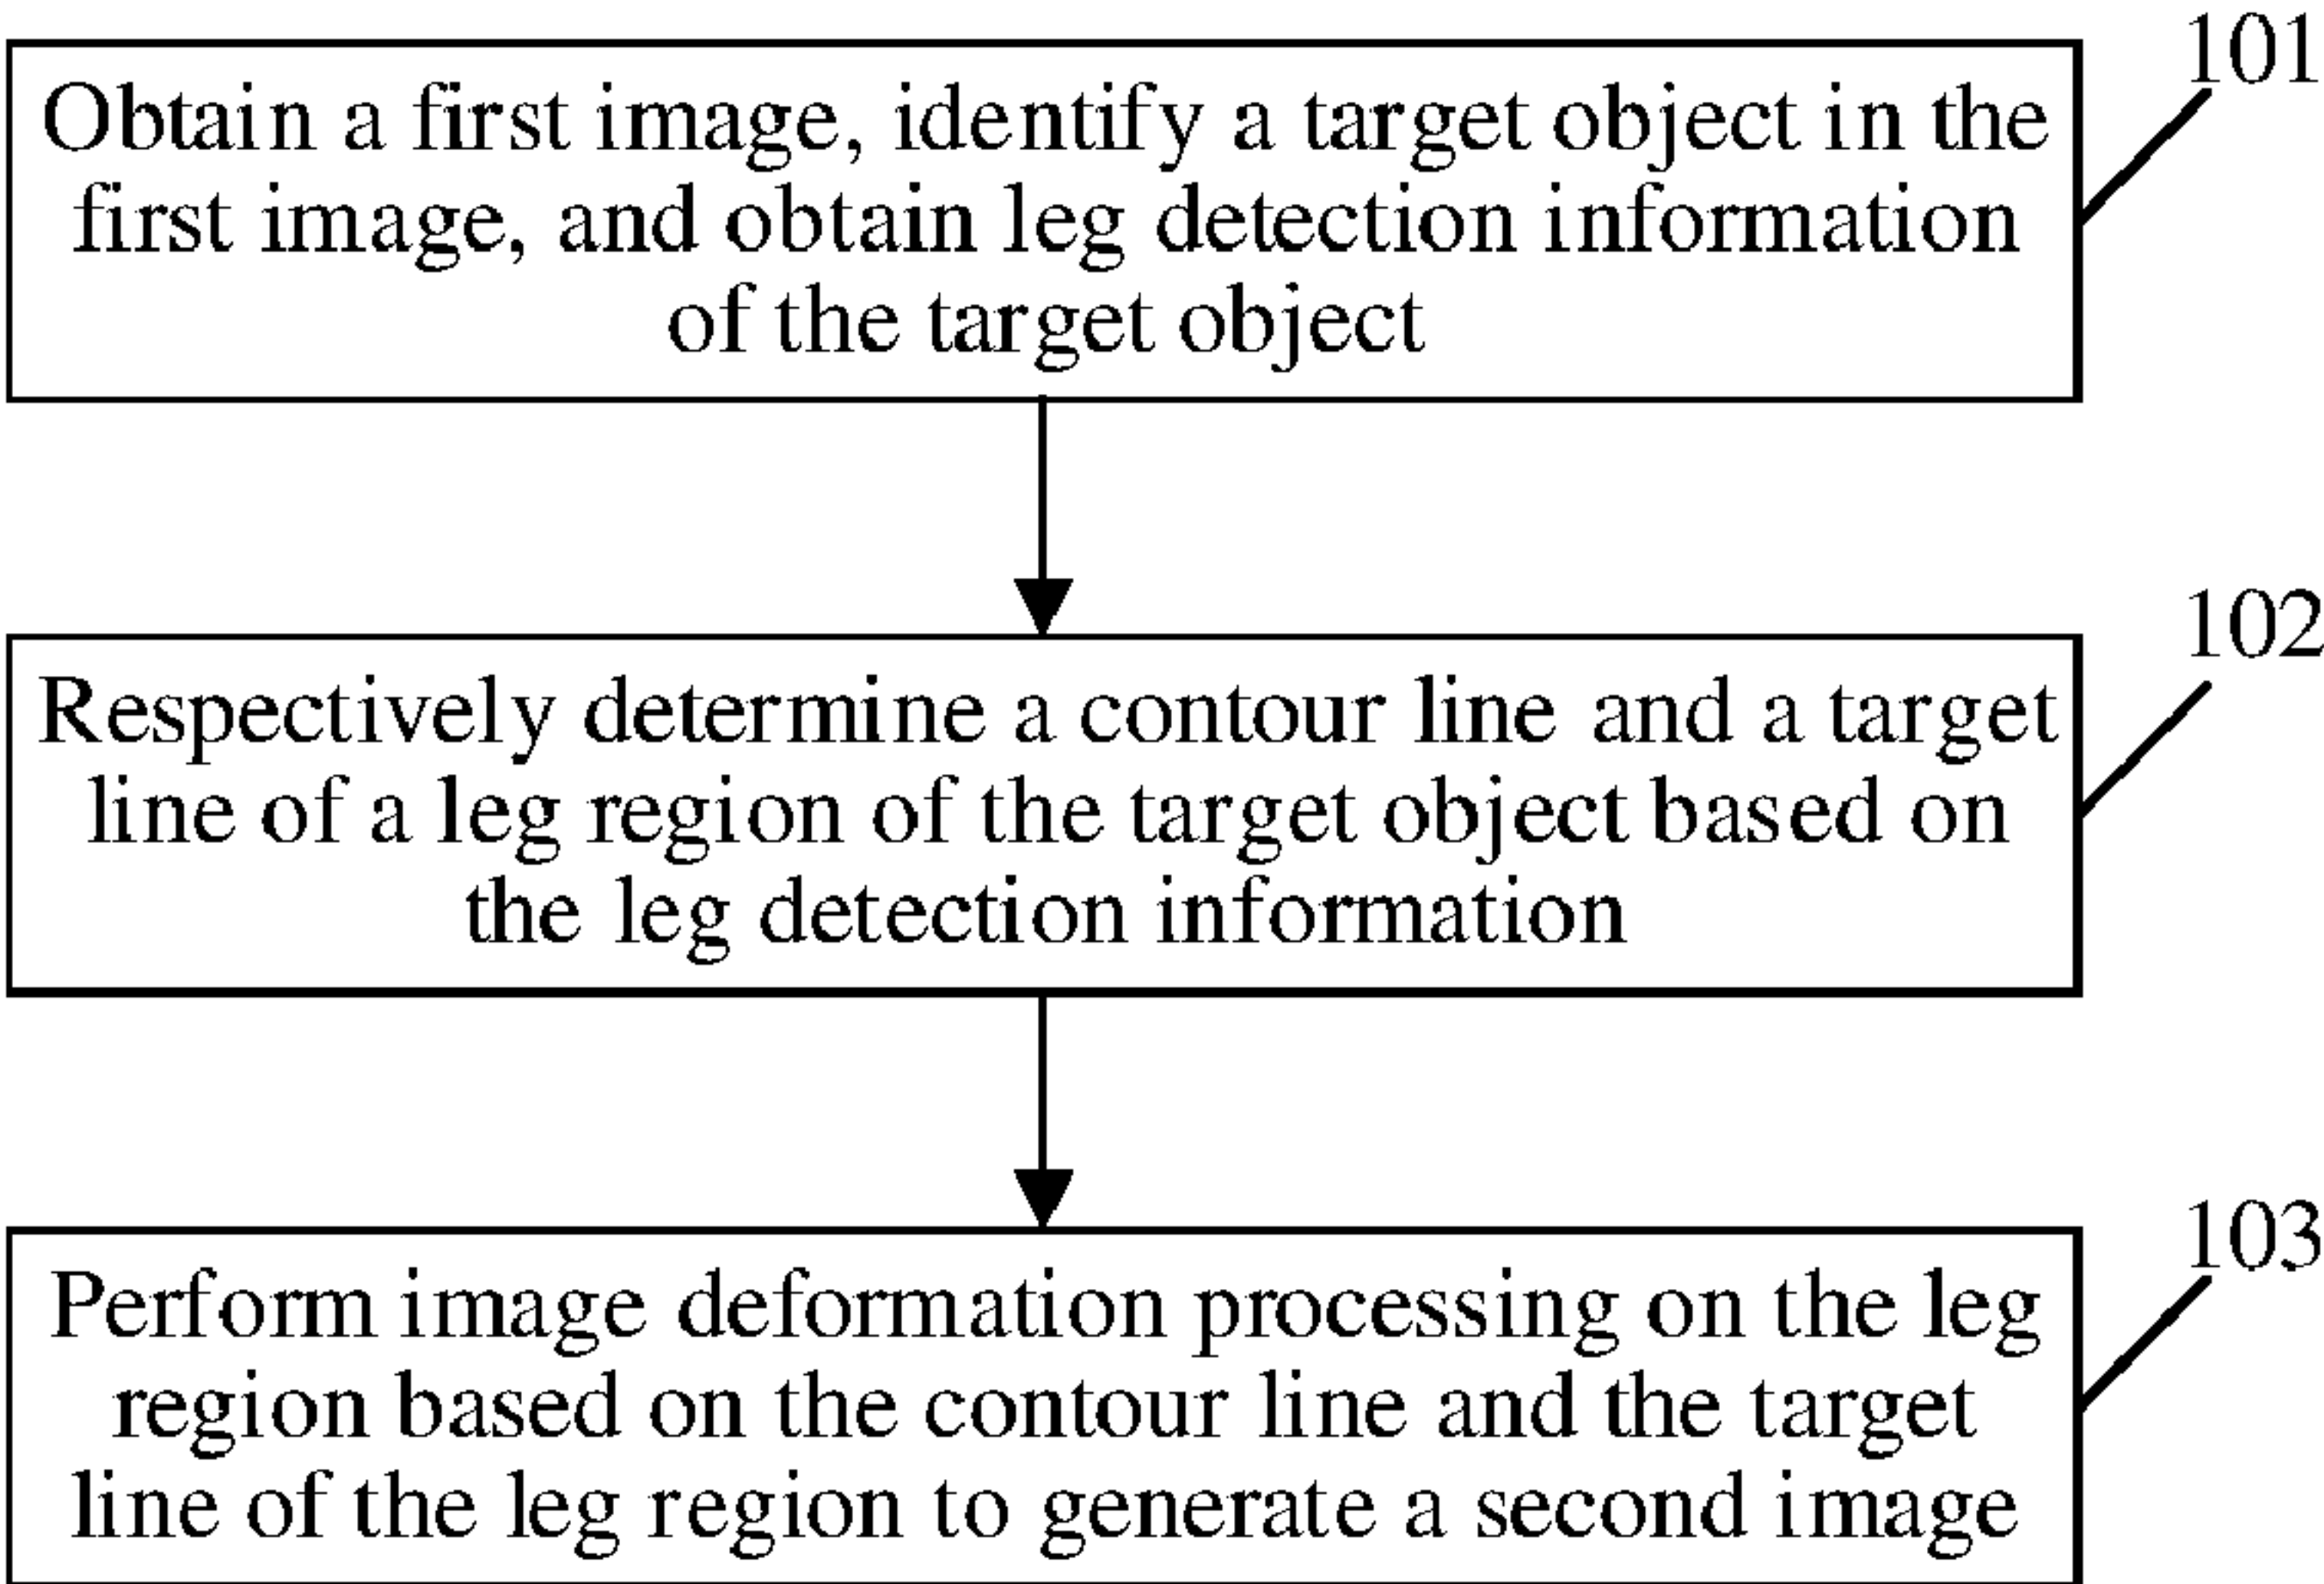 101
Obtain a first image, identify a target object in the
first image, and obtain leg detection information
of the target object
102
Respectively determine a contour line and a target
line of a leg region of the target object based on
the leg detection information
103
Perform image deformation processing on the leg
region based on the contour line and the target
line of the leg region to generate a second image